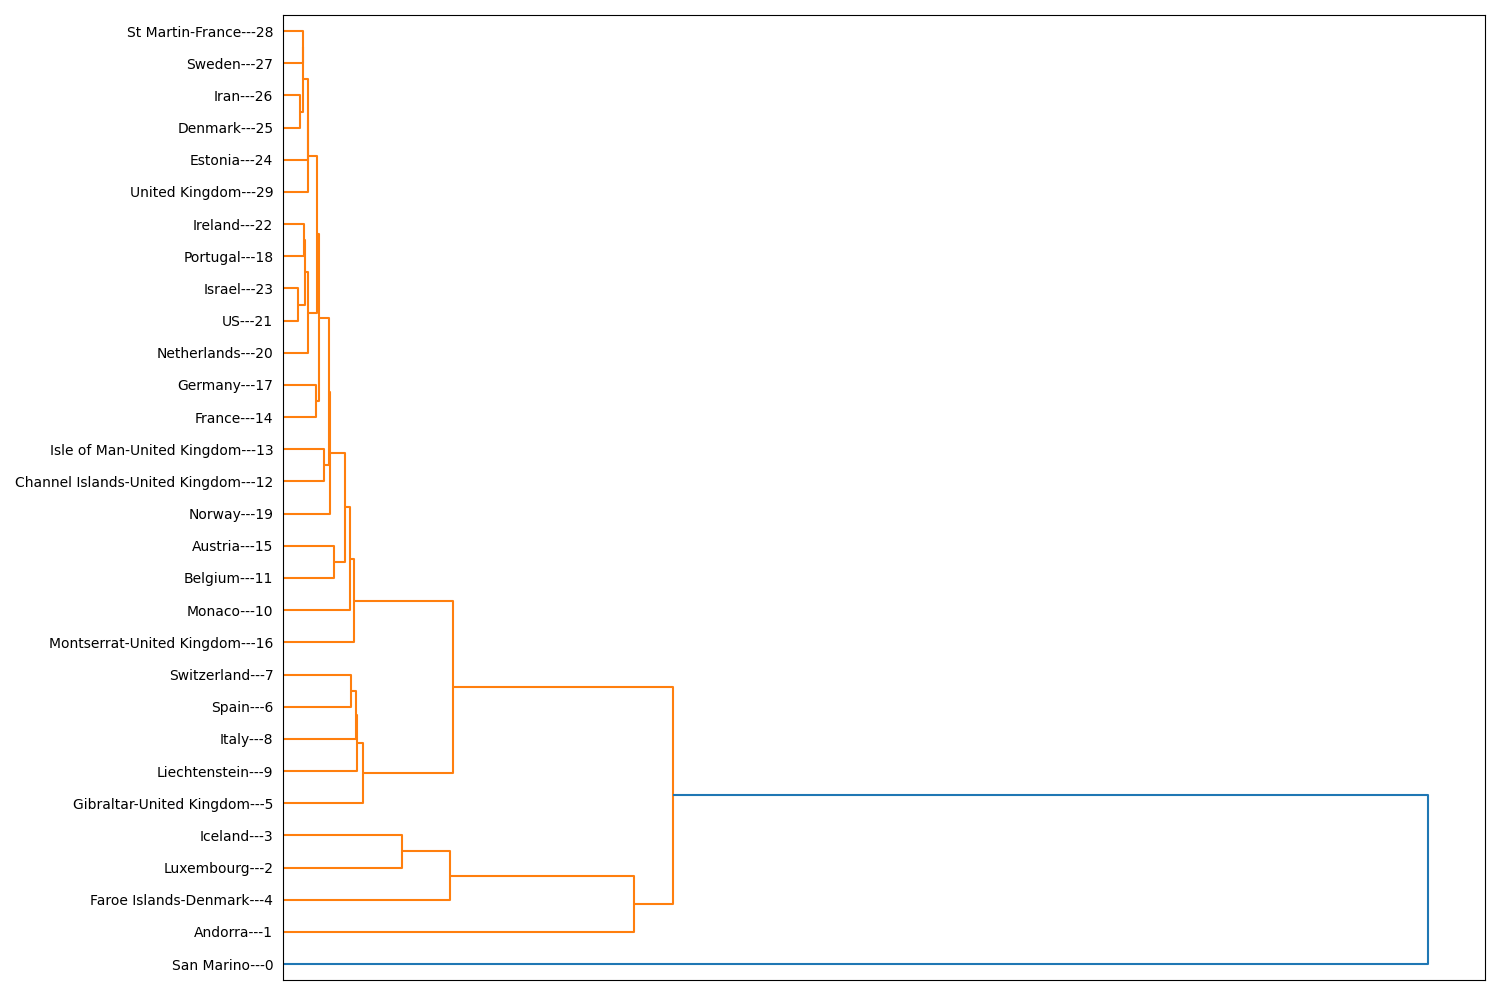 St Martin-France---28
Sweden---27
Iran---26
Denmark---25
Estonia---24
United Kingdom---29
Ireland---22
Portugal---18
Israel---23
US---21
Netherlands---20
Germany---17
France---14
Isle of Man-United Kingdom---13
Channel Islands-United Kingdom---12
Norway---19
Austria---15
Belgium---11
Monaco---10
Montserrat-United Kingdom---16
Switzerland---7
Spain---6
Italy---8
Liechtenstein---9
Gibraltar-United Kingdom---5
Iceland---3
Luxembourg---2
Faroe Islands-Denmark---4
Andorra---1
San Marino---0